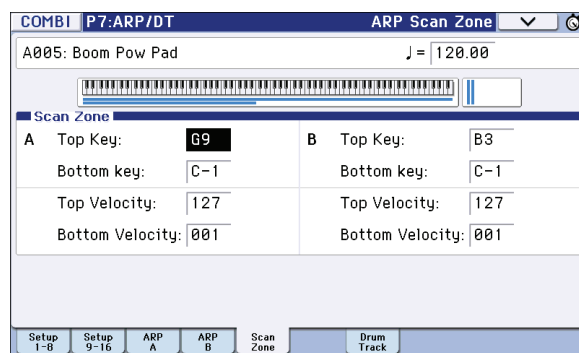 COMBI P7:ARP/DT ARP Scan Zone
A005: Boom Pow Pad ♩= 120.00
Scan Zone
A Top Key: G9 B Top Key: B3
Bottom key: C-1 Bottom Key: C-1
Top Velocity: 127 Top Velocity: 127
Bottom Velocity: 001 Bottom Velocity: 001
Setup 1-8 Setup 9-16 ARP A ARP B Scan Zone Drum Track